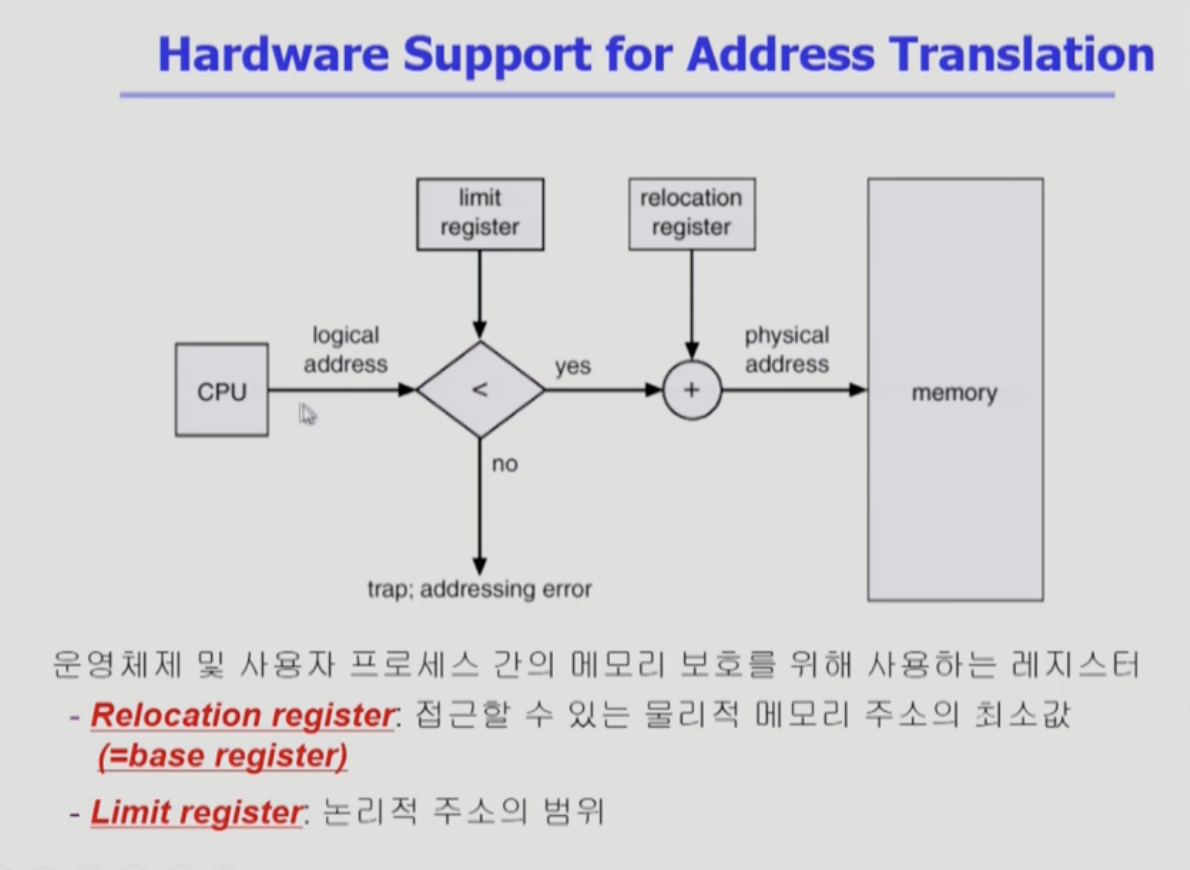 Hardware Support for Address Translation
limit
register
relocation
register
logical
address
physical
address
CPU
<
yes
+
memory
no
trap; addressing error
운영체제 및 사용자 프로세스 간의 메모리 보호를 위해 사용하는 레지스터
- Relocation register: 접근할 수 있는 물리적 메모리 주소의 최소값
(=base register)
- Limit register: 논리적 주소의 범위